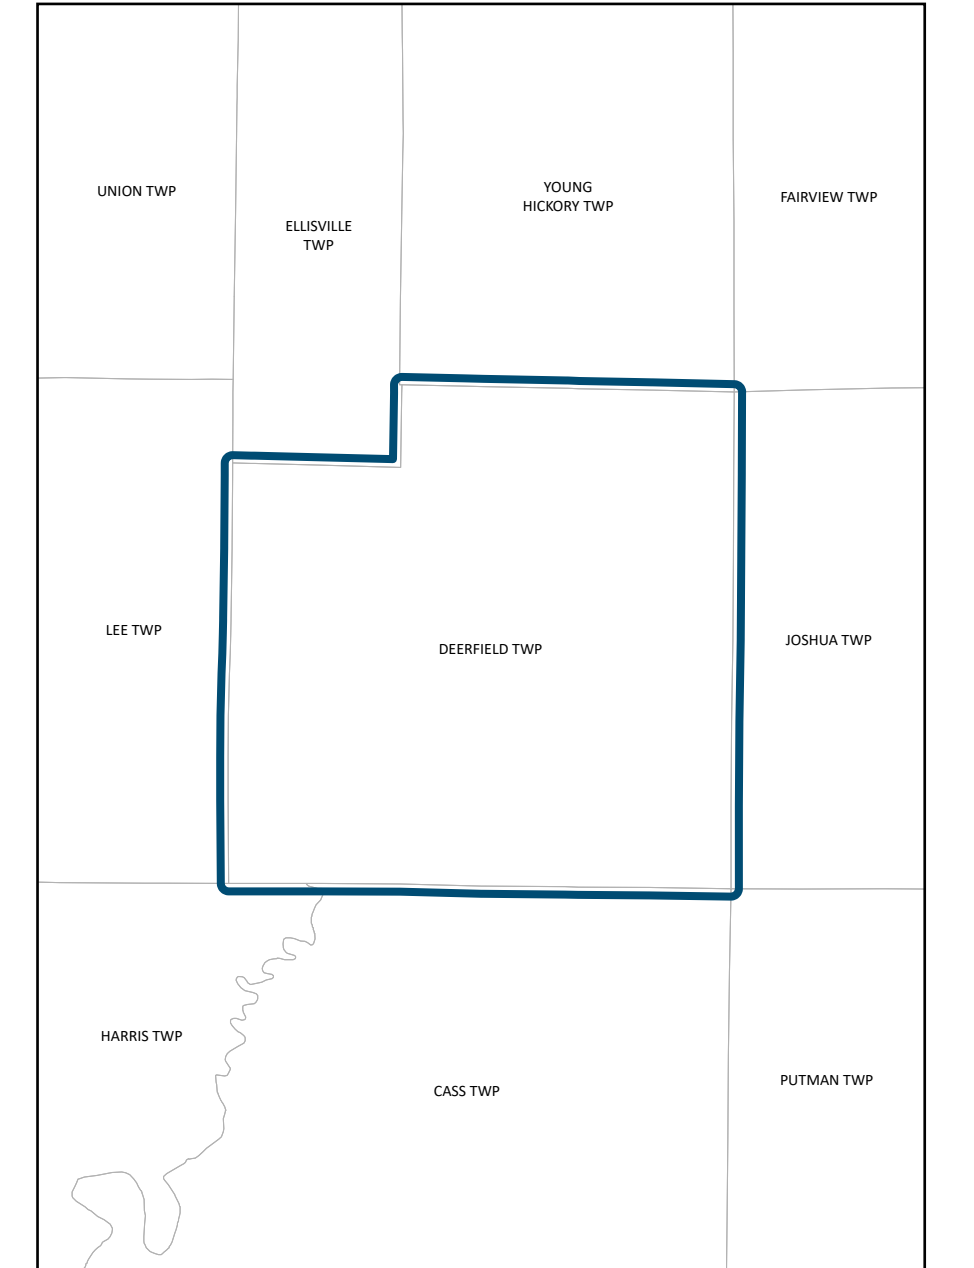 UNION TWP
ELLISVILLE
TWP
YOUNG
HICKORY TWP
FAIRVIEW TWP
LEE TWP
DEERFIELD TWP
JOSHUA TWP
HARRIS TWP
CASS TWP
PUTMAN TWP